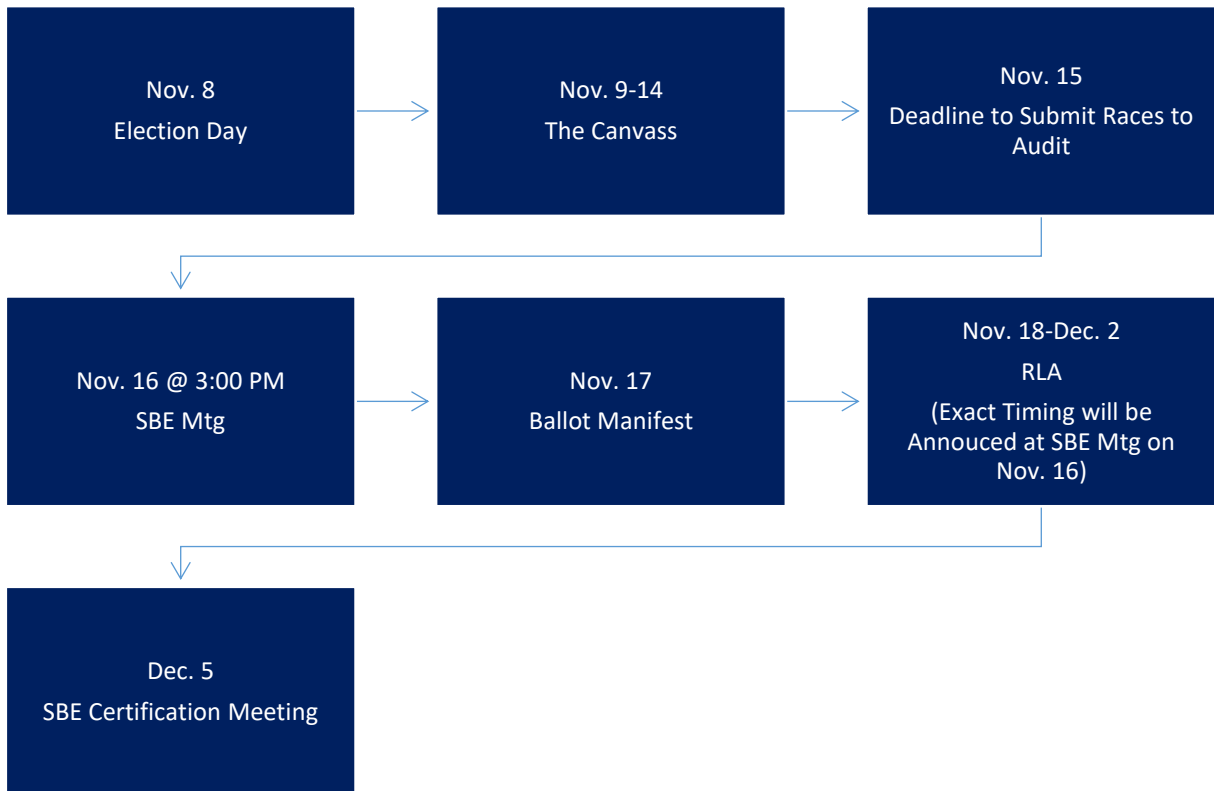 Nov. 8
Election Day
Nov. 9-14
The Canvass
Nov. 15
Deadline to Submit Races to
Audit
Nov. 16 @ 3:00 PM
SBE Mtg
Nov. 17
Ballot Manifest
Nov. 18-Dec. 2
RLA
(Exact Timing will be
Annouced at SBE Mtg on
Nov. 16)
Dec. 5
SBE Certification Meeting